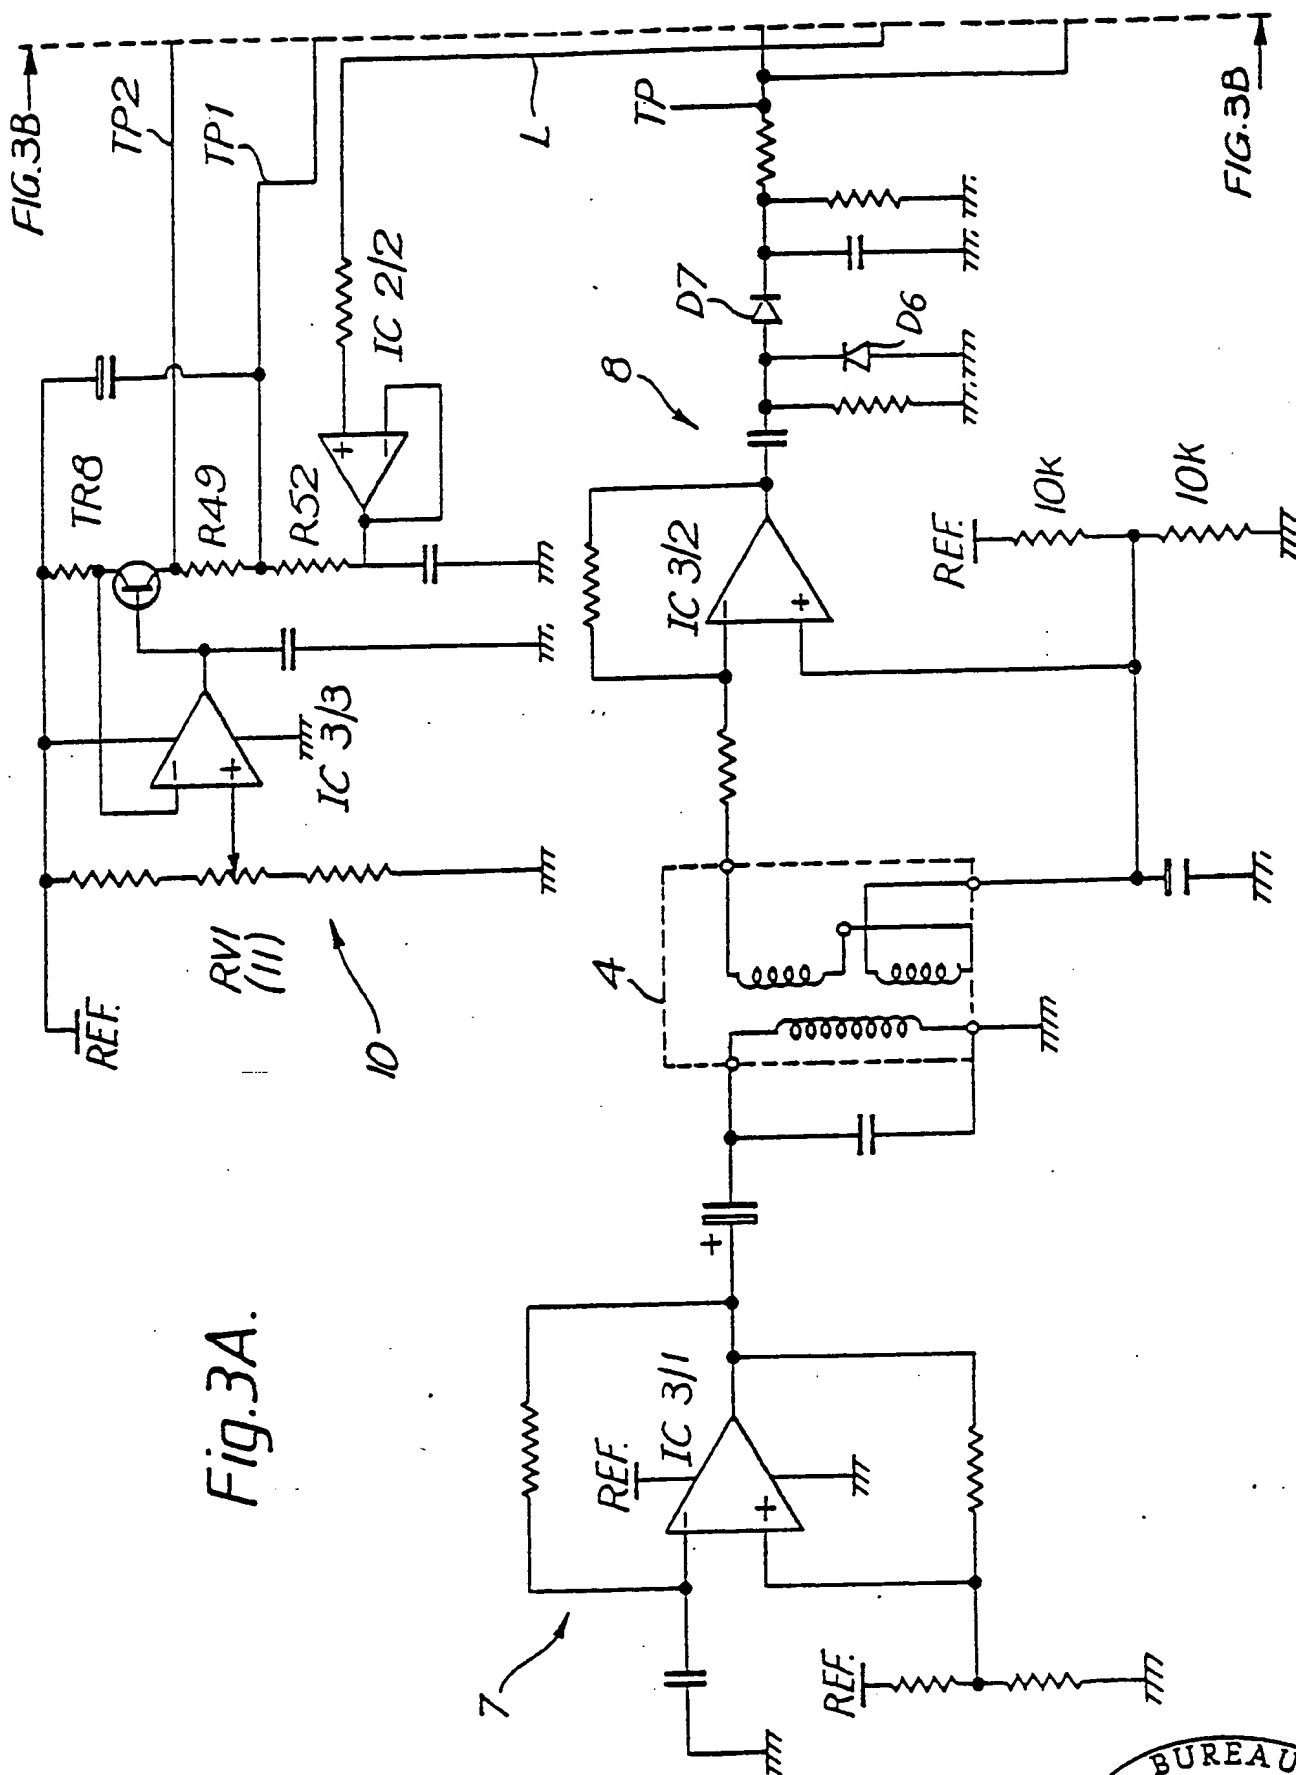 FIG.3B
TP2
TP1
L
TR8
R49
R52
IC 2/2
IC 3/3
RV1
(11)
REF.
10
TP
D7
D6
8
IC 3/2
REF.
10k
10k
4
Fig.3A.
IC 3/1
REF.
7
REF.
FIG.3B
BUREAU